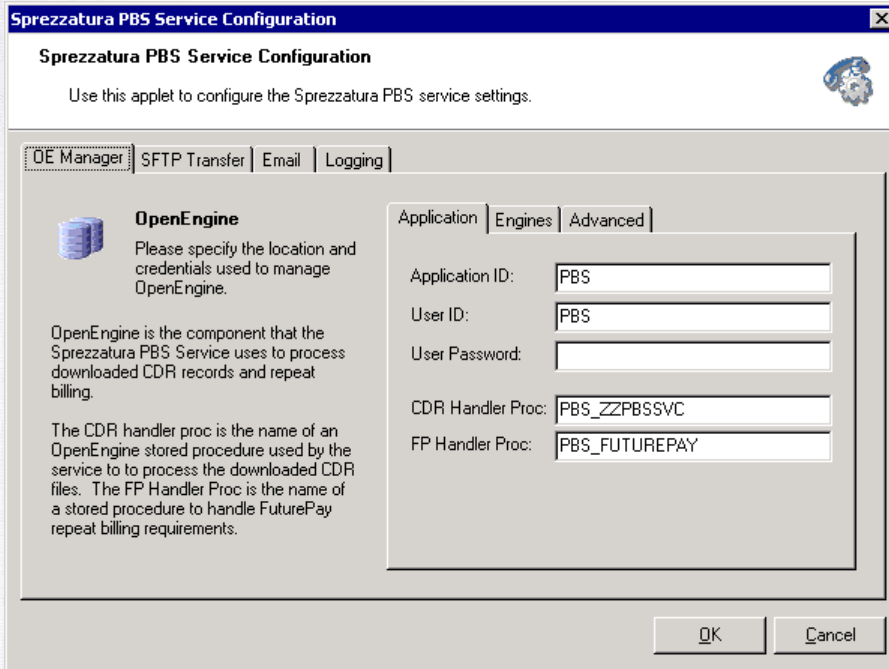 Sprezzatura PBS Service Configuration
Sprezzatura PBS Service Configuration
Use this applet to configure the Sprezzatura PBS service settings.
OE Manager SFTP Transfer Email Logging
OpenEngine
Please specify the location and
credentials used to manage
OpenEngine.
OpenEngine is the component that the
Sprezzatura PBS Service uses to process
downloaded CDR records and repeat
billing.
The CDR handler proc is the name of an
OpenEngine stored procedure used by the
service to to process the downloaded CDR
files. The FP Handler Proc is the name of
a stored procedure to handle FuturePay
repeat billing requirements.
Application Engines Advanced
Application ID: PBS
User ID: PBS
User Password:
CDR Handler Proc: PBS_ZZPBSSVC
FP Handler Proc: PBS_FUTUREPAY
OK Cancel